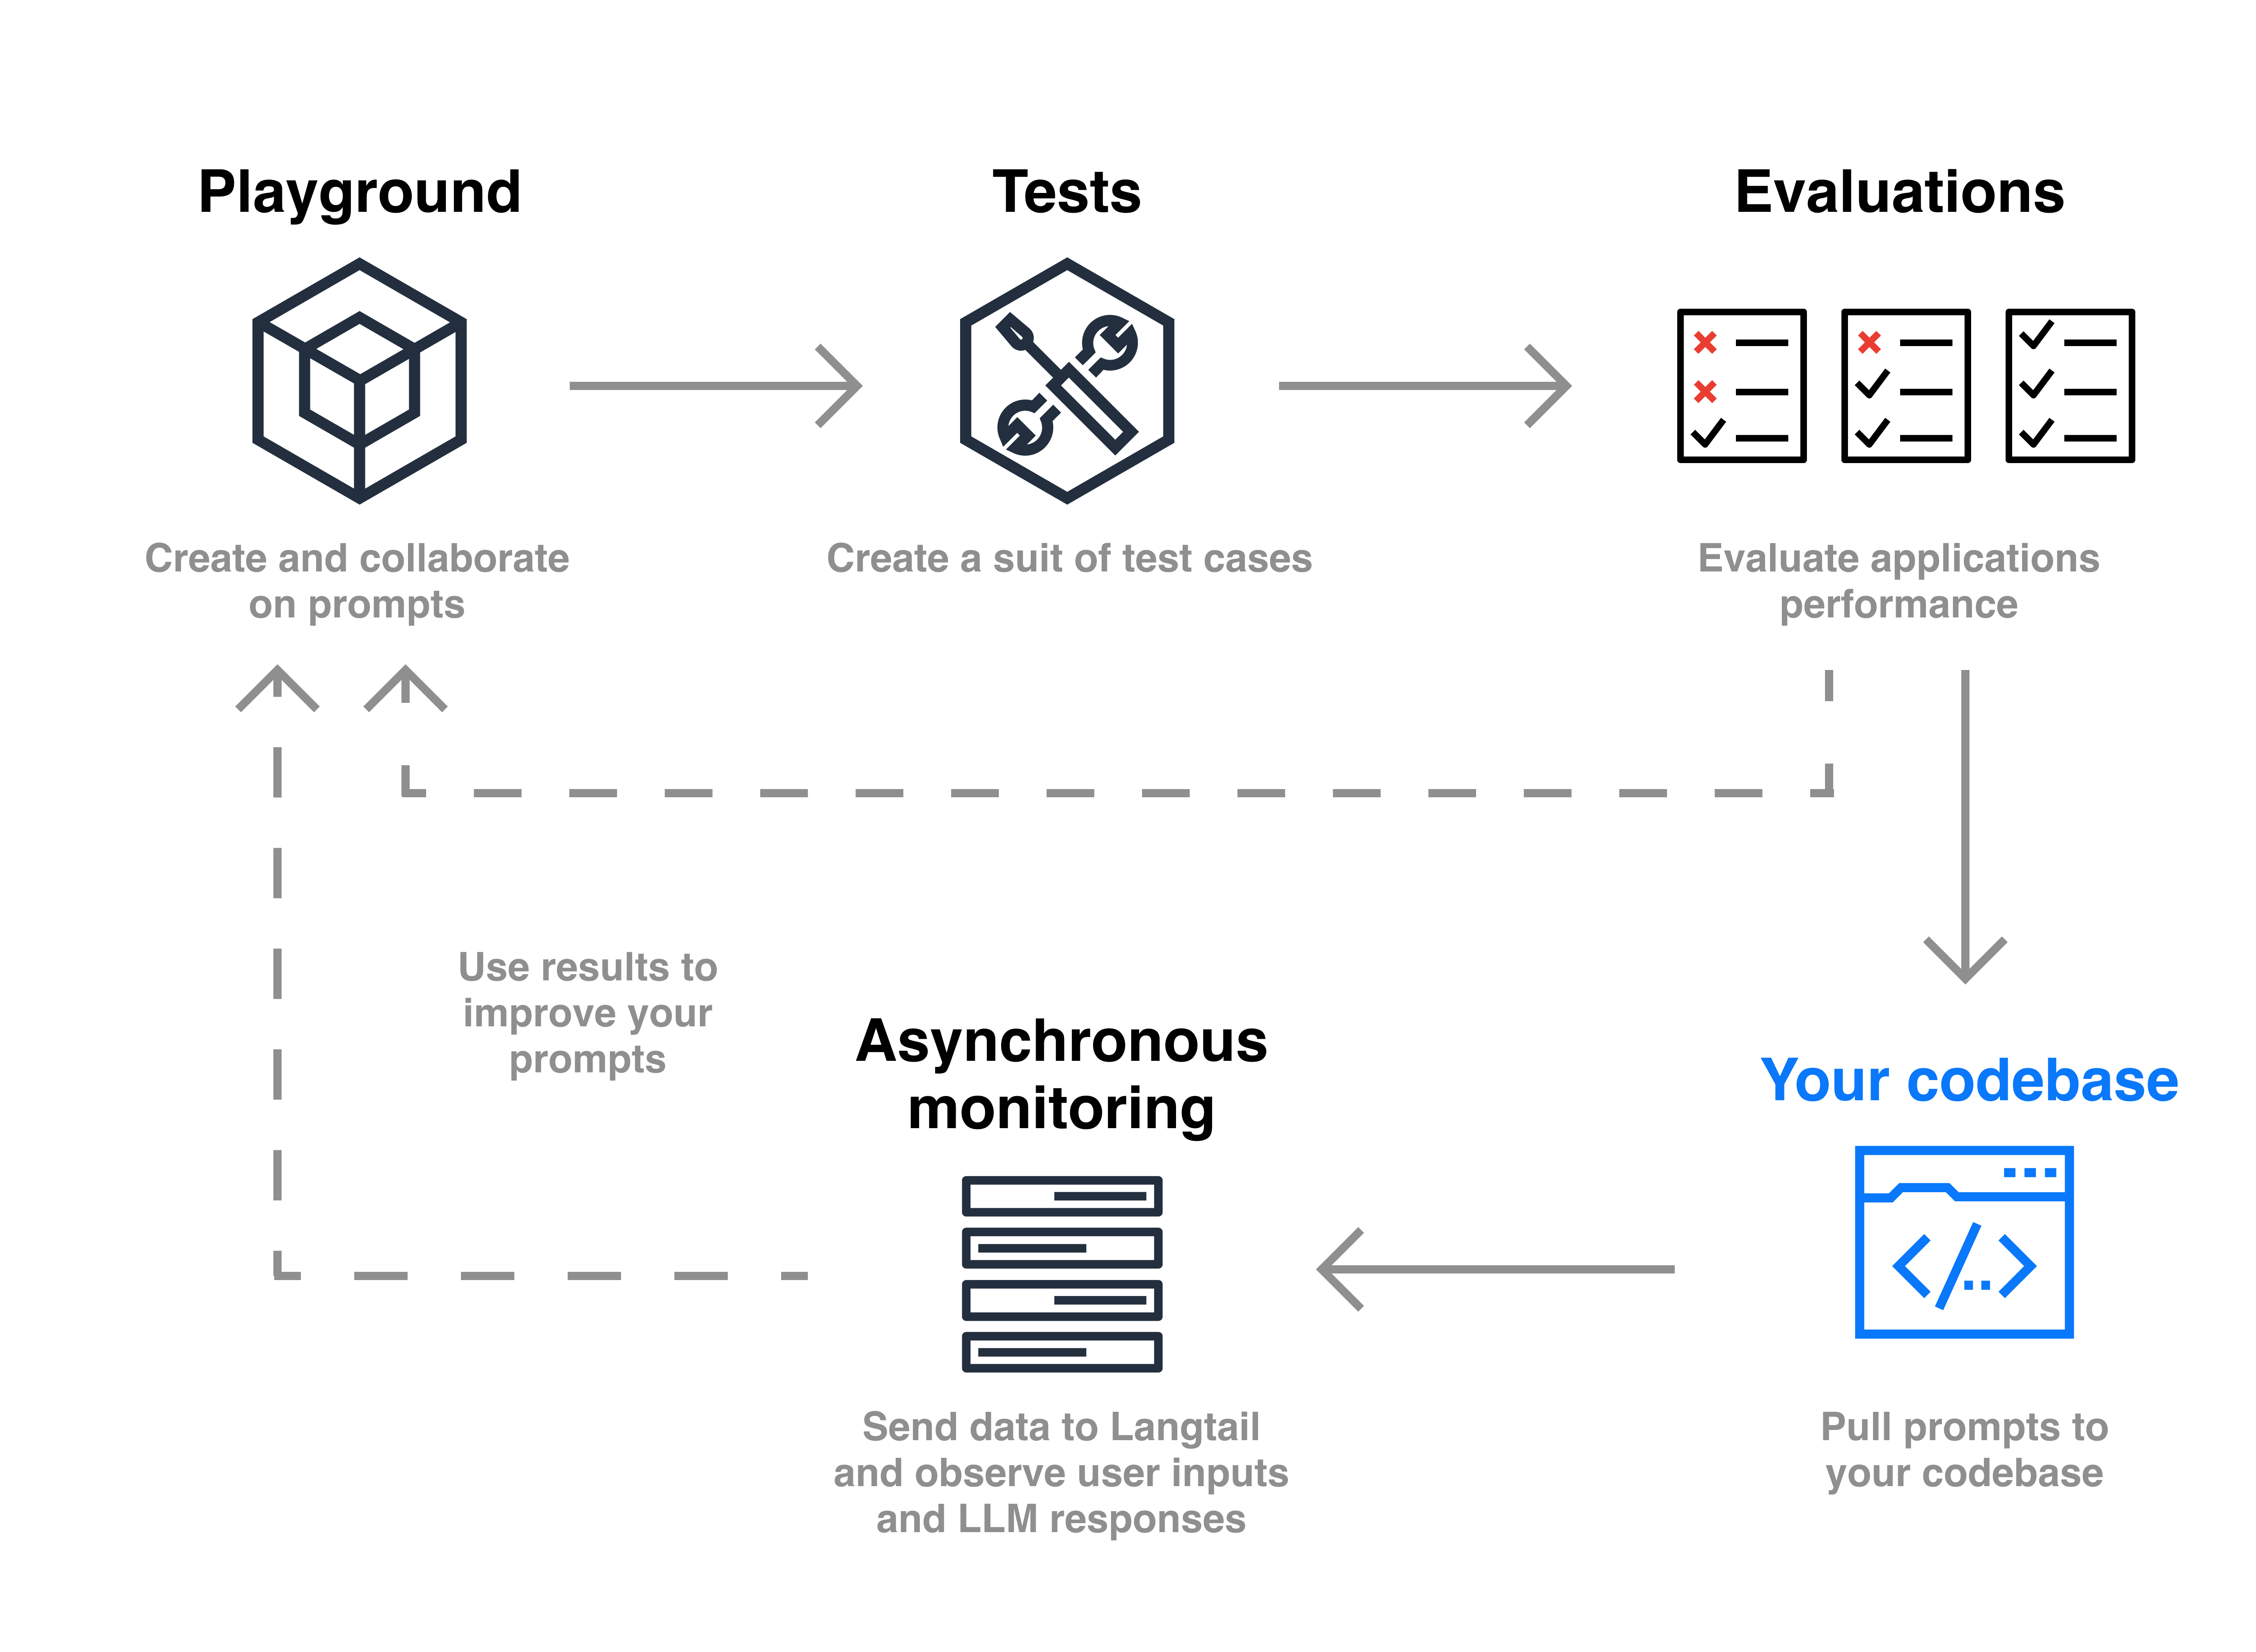 Playground
Create and collaborate
on prompts
Tests
Create a suit of test cases
Evaluations
Evaluate applications
performance
Use results to
improve your
prompts
Asynchronous
monitoring
Send data to Langtail
and observe user inputs
and LLM responses
Your codebase
Pull prompts to
your codebase